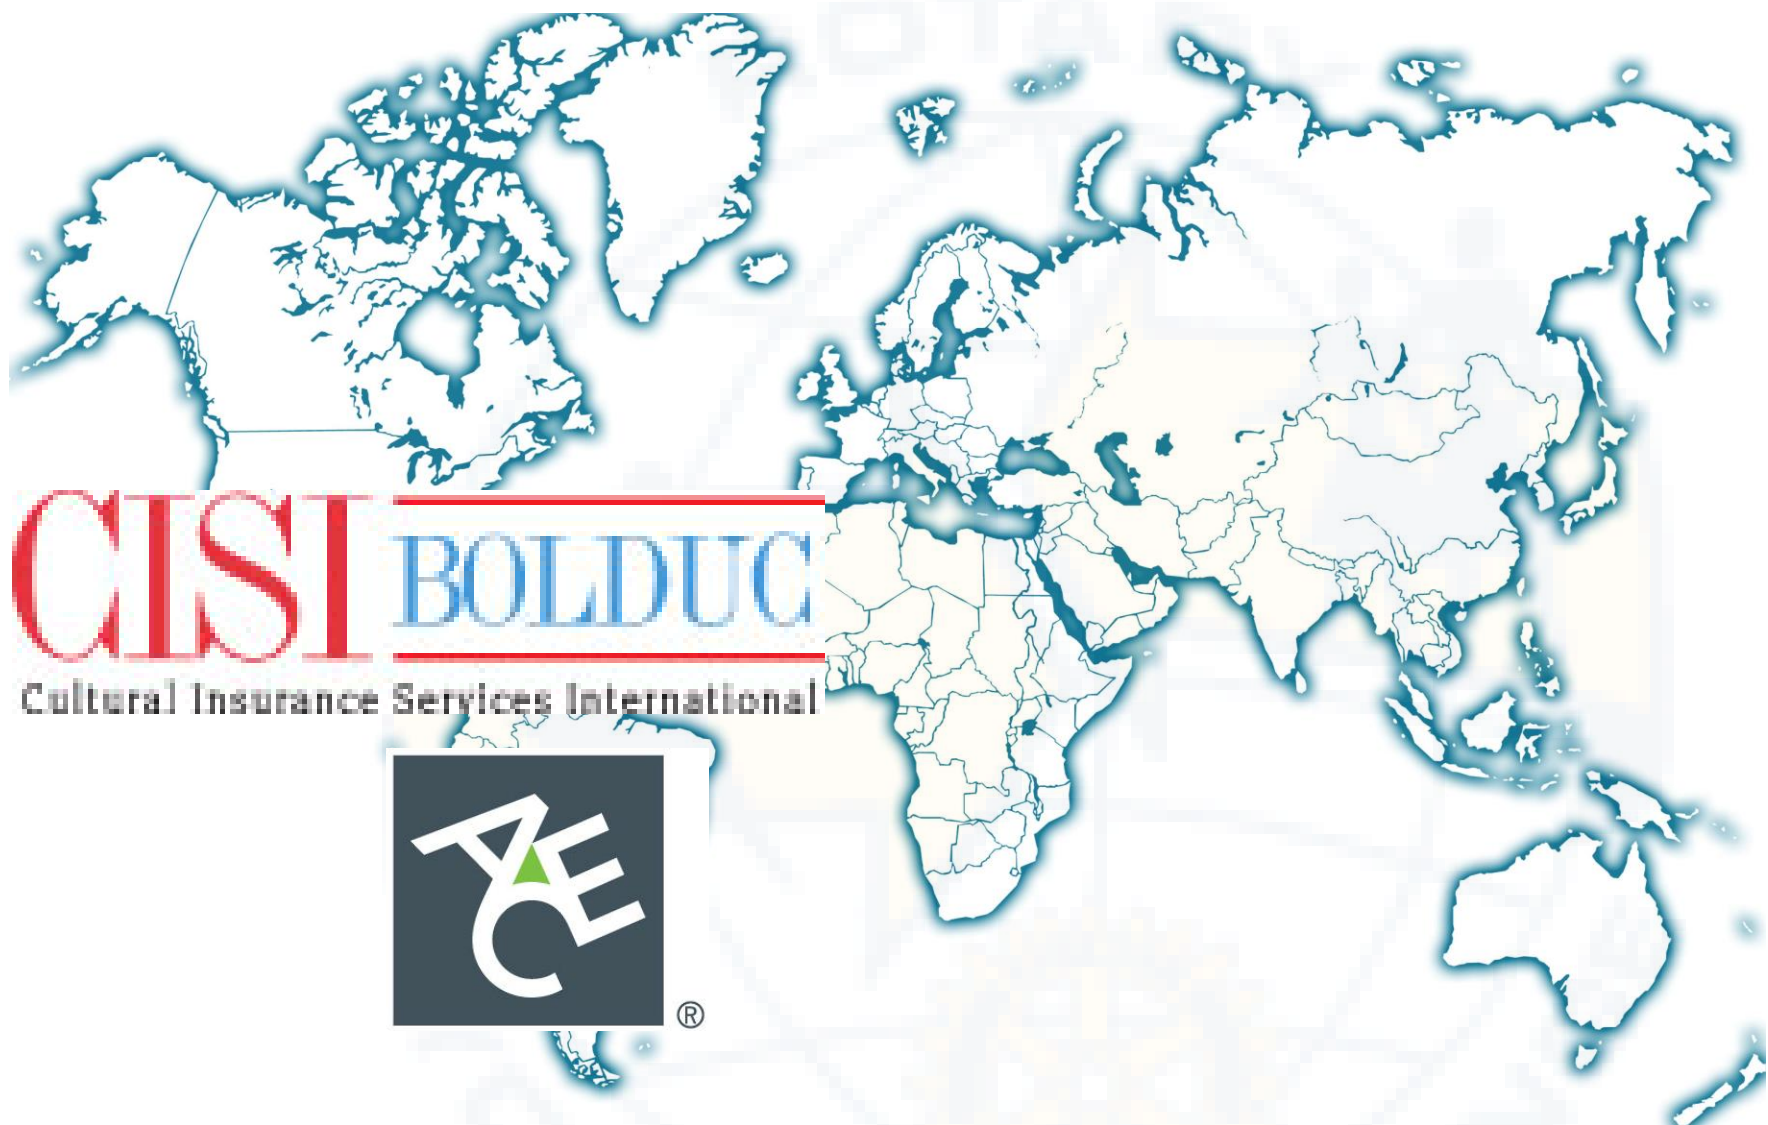 CISI BOLDUC
Cultural Insurance Services International
ACE
®